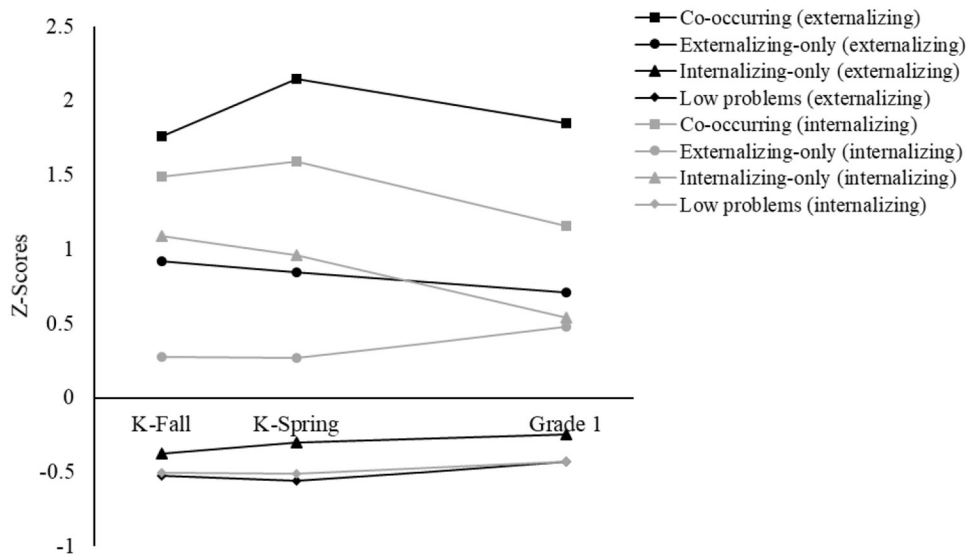 2.5
2
1.5
1
0.5
0
-0.5
-1
Z-Scores
K-Fall
K-Spring
Grade 1
Co-occurring (externalizing)
Externalizing-only (externalizing)
Internalizing-only (externalizing)
Low problems (externalizing)
Co-occurring (internalizing)
Externalizing-only (internalizing)
Internalizing-only (internalizing)
Low problems (internalizing)